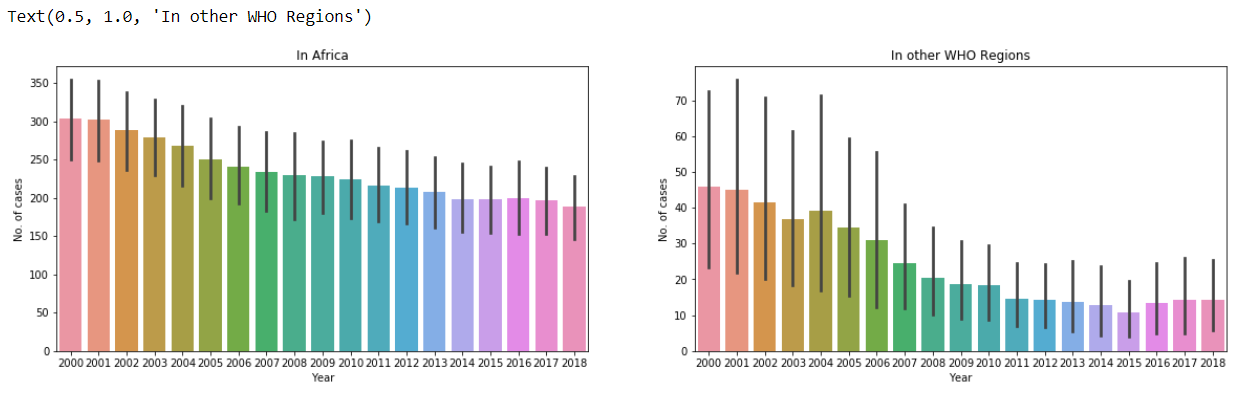 Text(0.5, 1.0, 'In other WHO Regions')
In Africa
No. of cases
350
300
250
200
150
100
50
0
2000 2001 2002 2003 2004 2005 2006 2007 2008 2009 2010 2011 2012 2013 2014 2015 2016 2017 2018
Year
In other WHO Regions
No. of cases
70
60
50
40
30
20
10
0
2000 2001 2002 2003 2004 2005 2006 2007 2008 2009 2010 2011 2012 2013 2014 2015 2016 2017 2018
Year